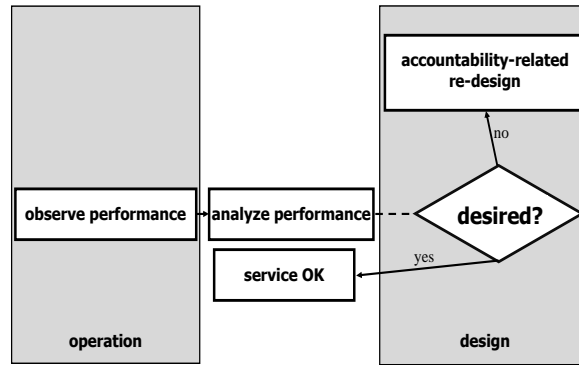 accountability-related
re-design
no
observe performance
analyze performance
desired?
yes
service OK
operation
design